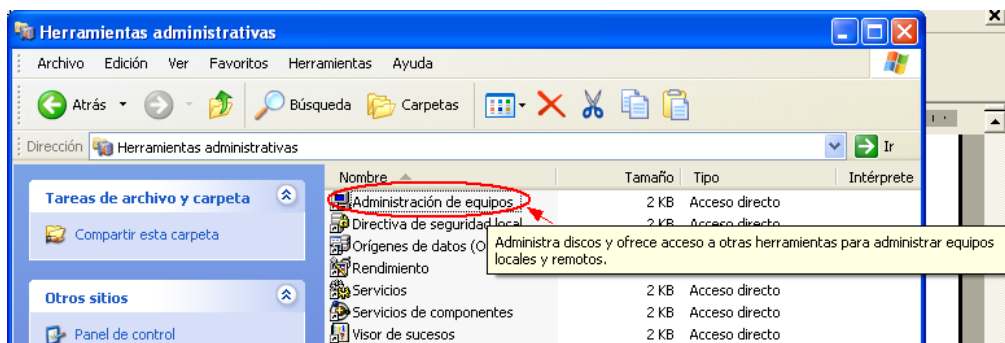 Herramientas administrativas
Archivo Edición Ver Favoritos Herramientas Ayuda
Atrás Búsqueda Carpetas
Dirección Herramientas administrativas Ir
Nombre Tamaño Tipo Intérprete
Tareas de archivo y carpeta
Compartir esta carpeta
Otros sitios
Panel de control
Administración de equipos 2 KB Acceso directo
Directiva de seguridad local 2 KB Acceso directo
Orígenes de datos (O
Administra discos y ofrece acceso a otras herramientas para administrar equipos
locales y remotos.
Rendimiento
Servicios 2 KB Acceso directo
Servicios de componentes 2 KB Acceso directo
Visor de sucesos 2 KB Acceso directo